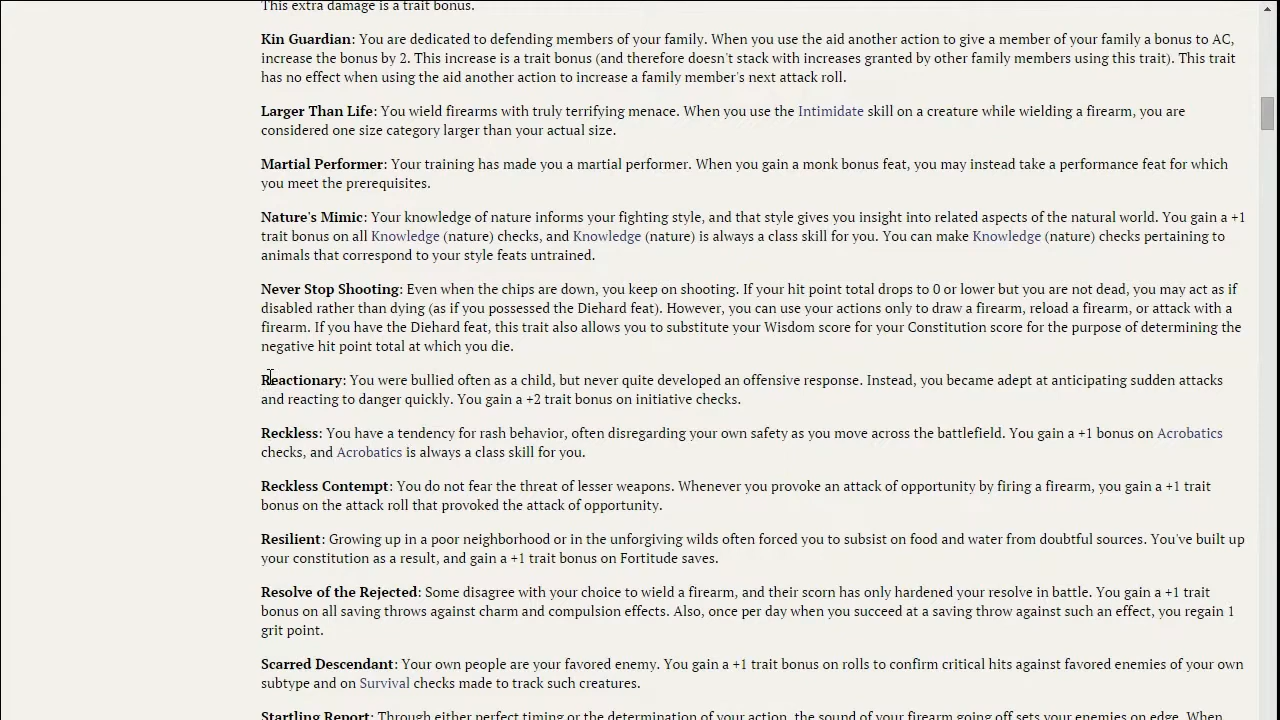 This extra damage is a trait bonus.
Kin Guardian: You are dedicated to defending members of your family. When you use the aid another action to give a member of your family a bonus to AC,
increase the bonus by 2. This increase is a trait bonus (and therefore doesn't stack with increases granted by other family members using this trait). This trait
has no effect when using the aid another action to increase a family member's next attack roll.
Larger Than Life: You wield firearms with truly terrifying menace. When you use the Intimidate skill on a creature while wielding a firearm, you are
considered one size category larger than your actual size.
Martial Performer: Your training has made you a martial performer. When you gain a monk bonus feat, you may instead take a performance feat for which
you meet the prerequisites.
Nature's Mimic: Your knowledge of nature informs your fighting style, and that style gives you insight into related aspects of the natural world. You gain a +1
trait bonus on all Knowledge (nature) checks, and Knowledge (nature) is always a class skill for you. You can make Knowledge (nature) checks pertaining to
animals that correspond to your style feats untrained.
Never Stop Shooting: Even when the chips are down, you keep on shooting. If your hit point total drops to 0 or lower but you are not dead, you may act as if
disabled rather than dying (as if you possessed the Diehard feat). However, you can use your actions only to draw a firearm, reload a firearm, or attack with a
firearm. If you have the Diehard feat, this trait also allows you to substitute your Wisdom score for your Constitution score for the purpose of determining the
negative hit point total at which you die.
Reactionary: You were bullied often as a child, but never quite developed an offensive response. Instead, you became adept at anticipating sudden attacks
and reacting to danger quickly. You gain a +2 trait bonus on initiative checks.
Reckless: You have a tendency for rash behavior, often disregarding your own safety as you move across the battlefield. You gain a +1 bonus on Acrobatics
checks, and Acrobatics is always a class skill for you.
Reckless Contempt: You do not fear the threat of lesser weapons. Whenever you provoke an attack of opportunity by firing a firearm, you gain a +1 trait
bonus on the attack roll that provoked the attack of opportunity.
Resilient: Growing up in a poor neighborhood or in the unforgiving wilds often forced you to subsist on food and water from doubtful sources. You've built up
your constitution as a result, and gain a +1 trait bonus on Fortitude saves.
Resolve of the Rejected: Some disagree with your choice to wield a firearm, and their scorn has only hardened your resolve in battle. You gain a +1 trait
bonus on all saving throws against charm and compulsion effects. Also, once per day when you succeed at a saving throw against such an effect, you regain 1
grit point.
Scarred Descendant: Your own people are your favored enemy. You gain a +1 trait bonus on rolls to confirm critical hits against favored enemies of your own
subtype and on Survival checks made to track such creatures.
Startling Report: Through either perfect timing or the determination of your action, the sound of your firearm going off sets your enemies on edge. When